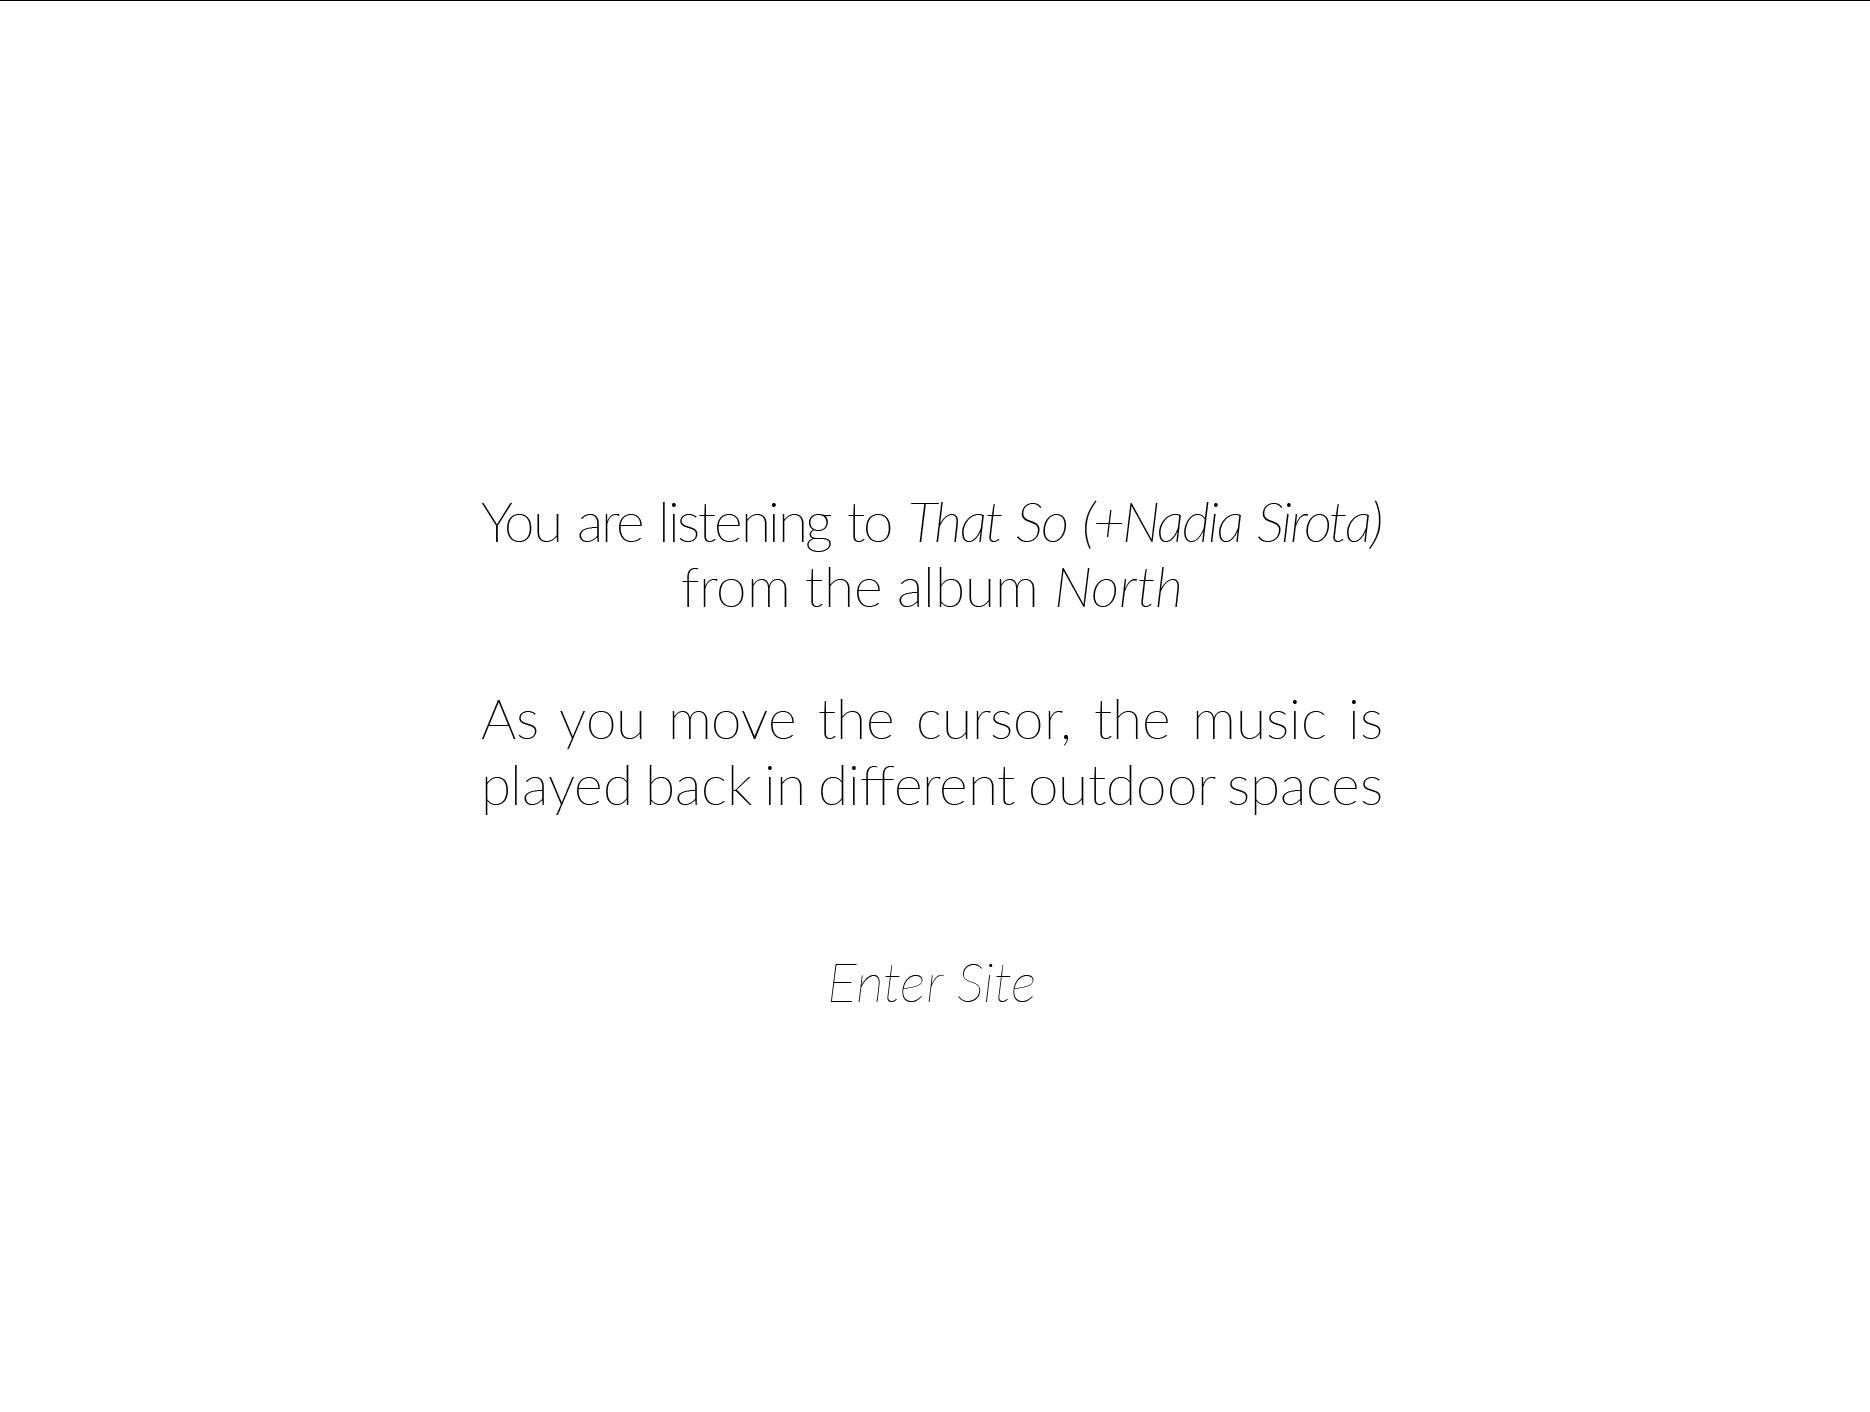 You are listening to That So (+Nadia Sirota)
from the album North
As you move the cursor, the music is
played back in different outdoor spaces
Enter Site